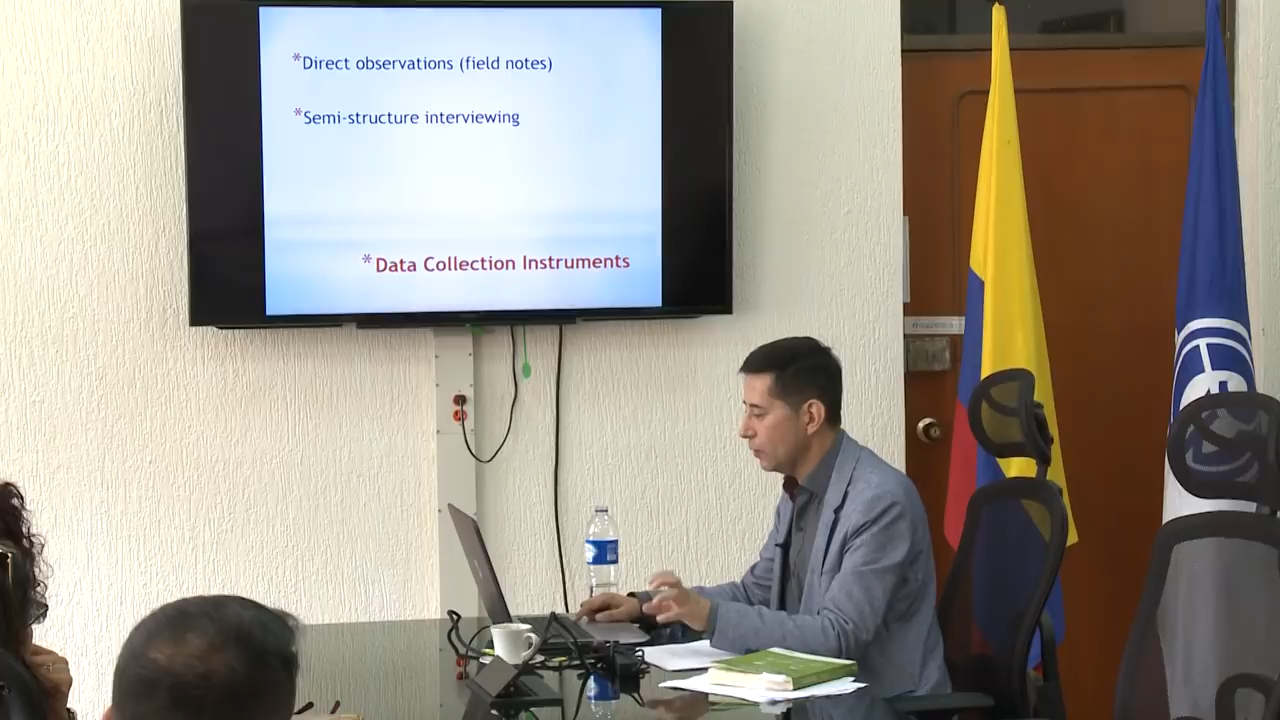 *Direct observations (field notes)
*Semi-structure interviewing
*Data Collection Instruments